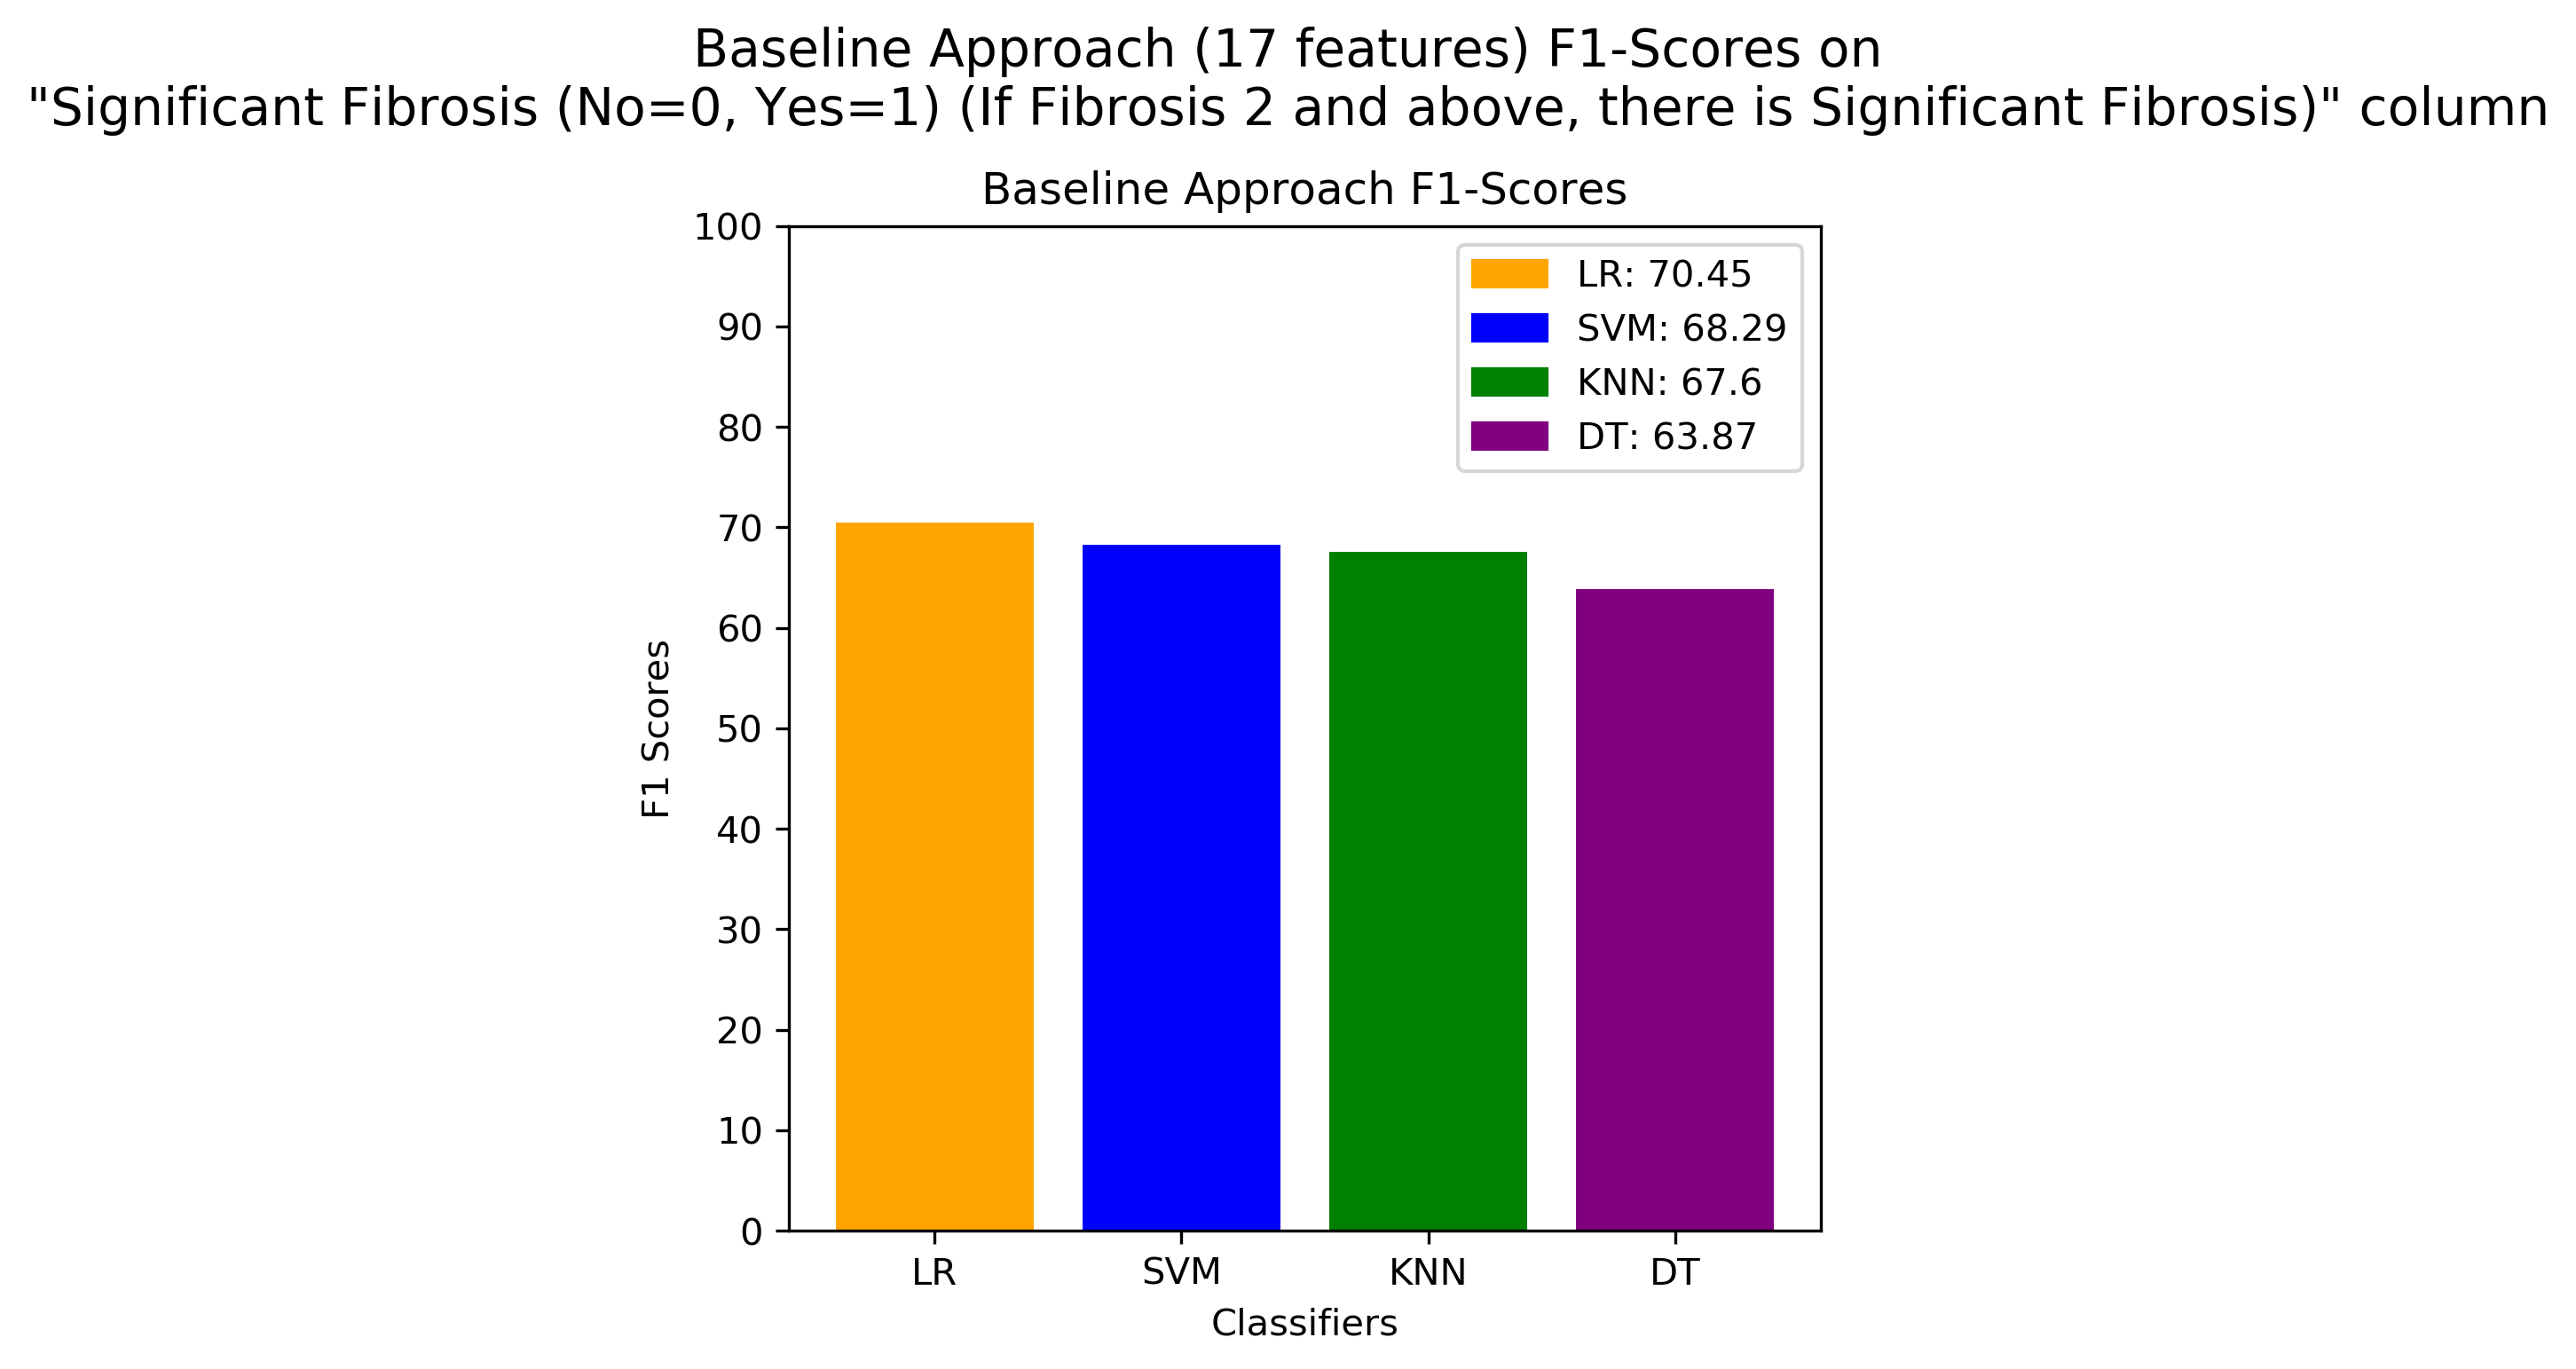 Baseline Approach (17 features) F1-Scores on
"Significant Fibrosis (No=0, Yes=1) (If Fibrosis 2 and above, there is Significant Fibrosis)" column
Baseline Approach F1-Scores
100
90
80
70
60
50
40
30
20
10
0
F1 Scores
LR: 70.45
SVM: 68.29
KNN: 67.6
DT: 63.87
LR
SVM
KNN
DT
Classifiers